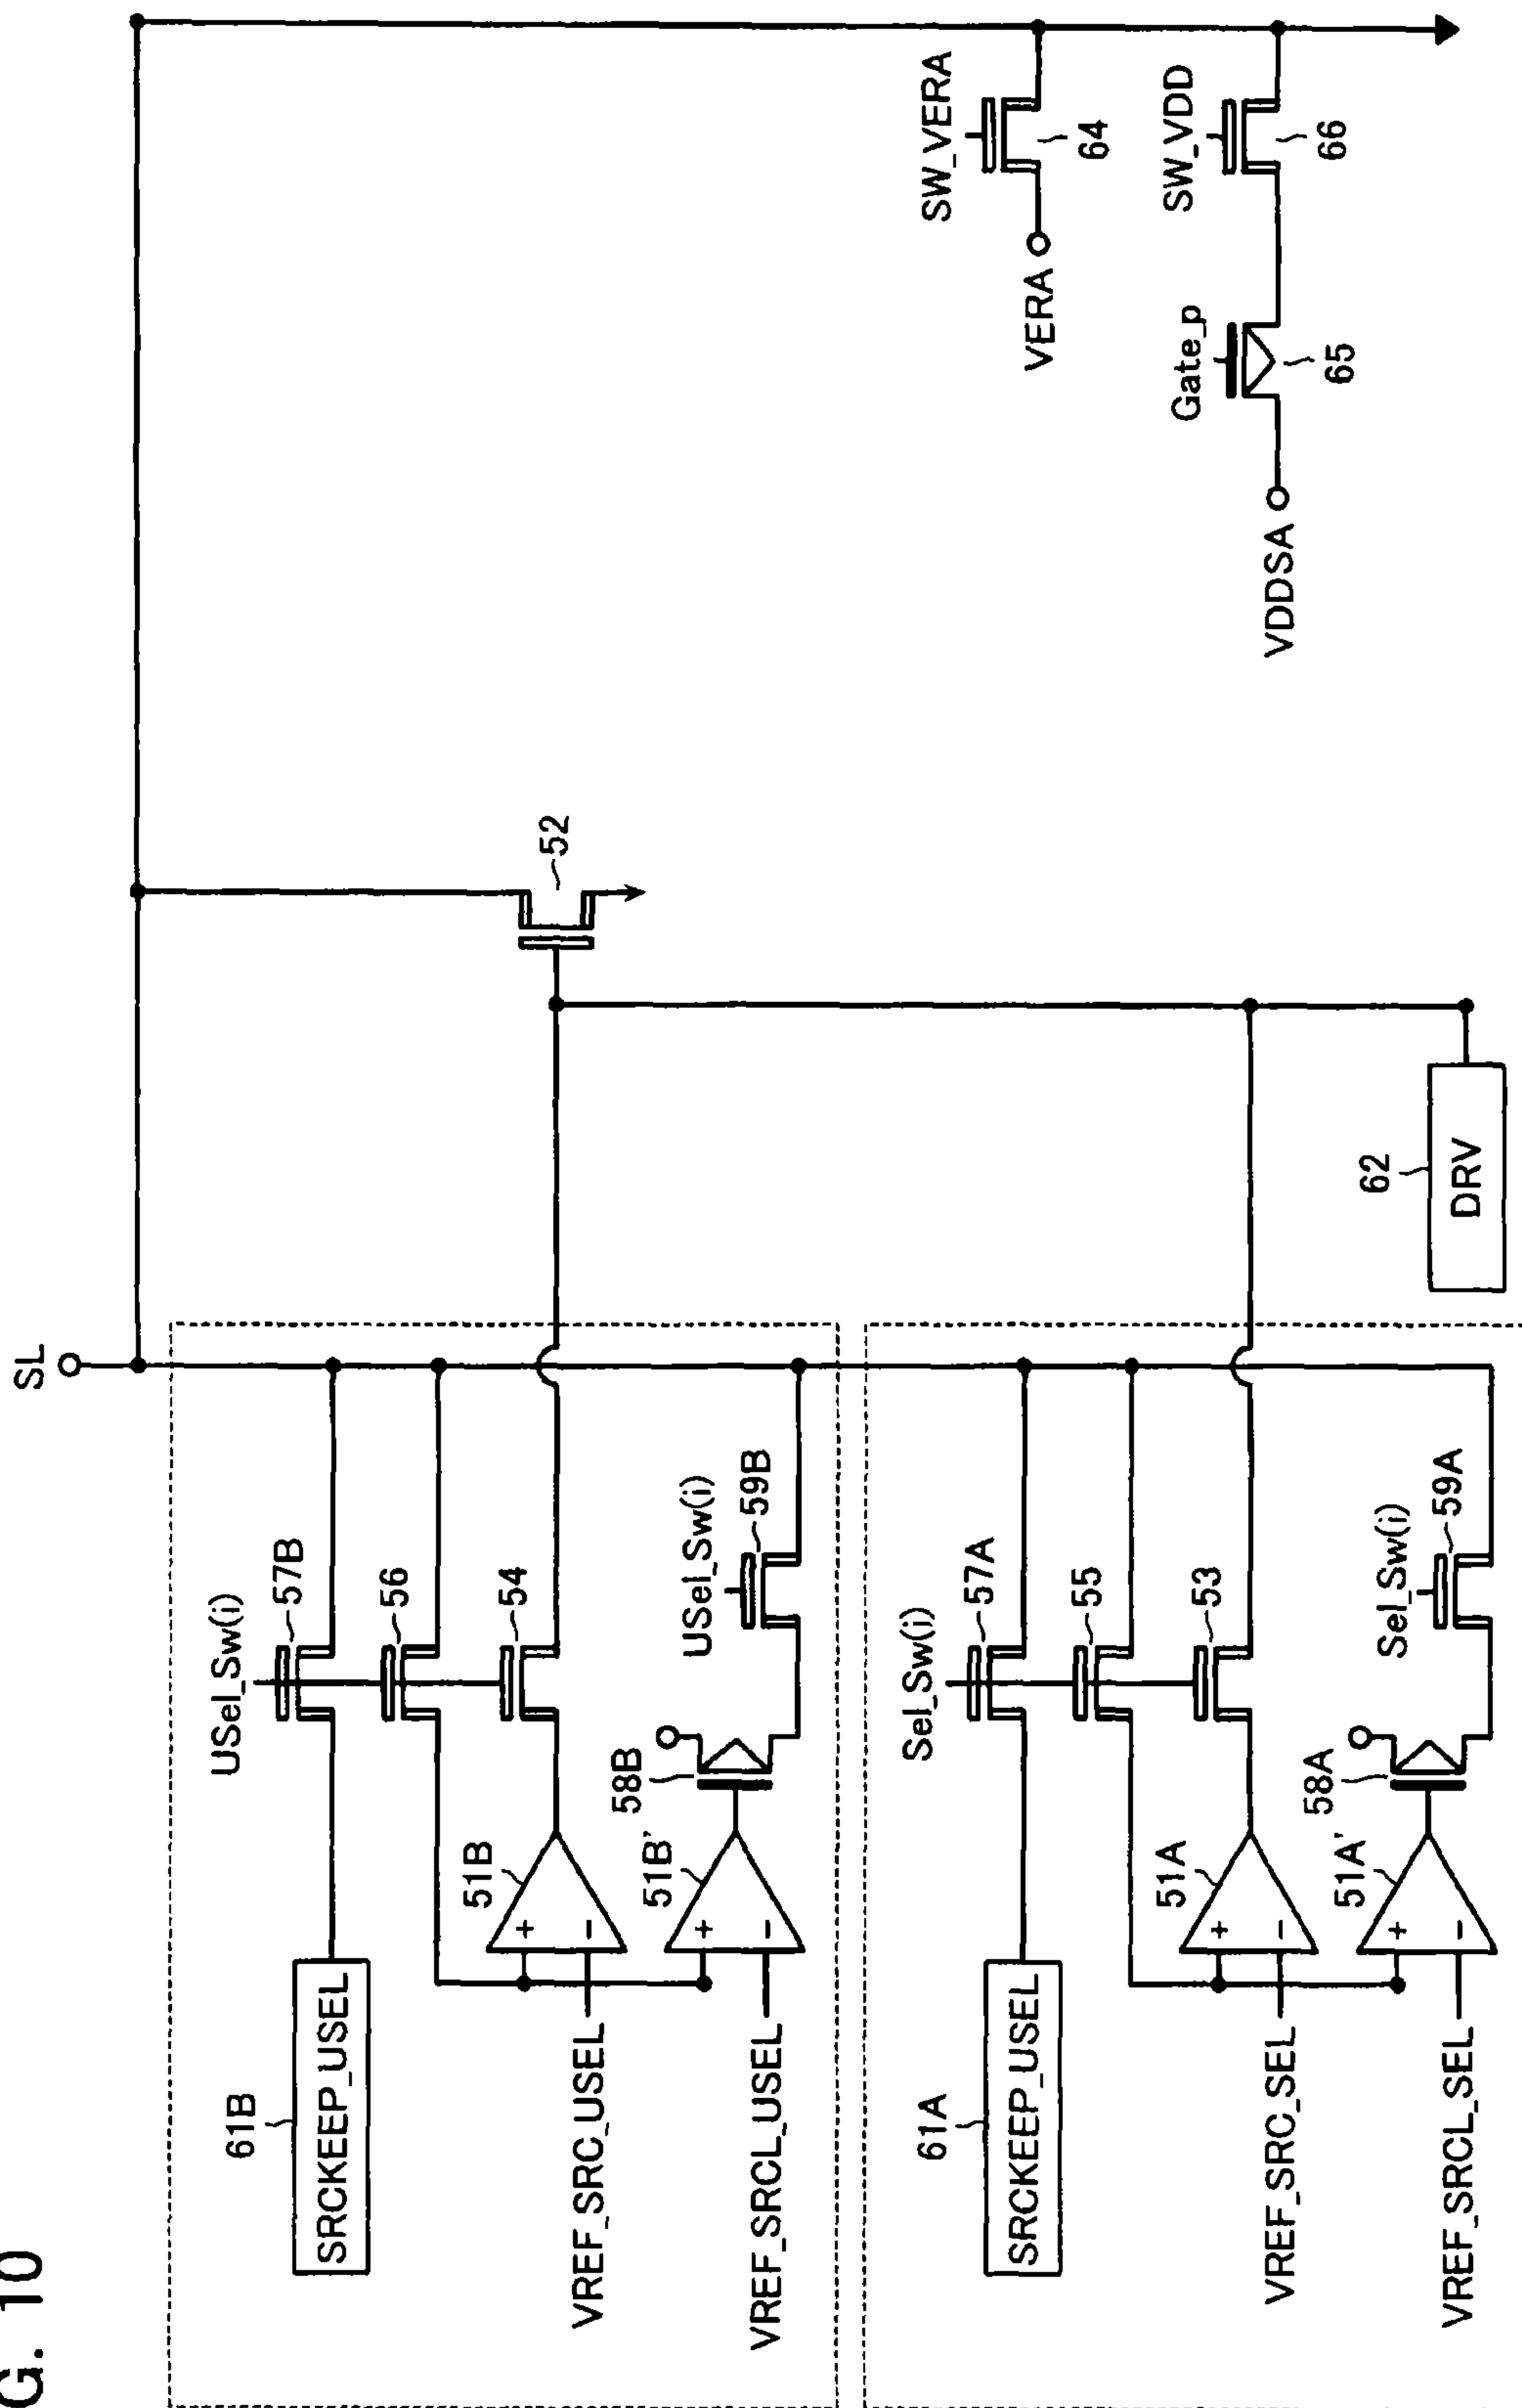 G. 10
SL
61B
SRCKEEP_USEL
USel_Sw(i)
57B
56
54
51B
VREF_SRC_USEL
51B'
VREF_SRCL_USEL
58B
USel_Sw(i)
59B
52
61A
SRCKEEP_USEL
Sel_Sw(i)
57A
55
53
51A
VREF_SRC_SEL
51A'
VREF_SRCL_SEL
58A
Sel_Sw(i)
59A
62
DRV
SW_VERA
64
VERA
Gate_p
65
VDDSA
SW_VDD
66
+
−
+
−
+
−
+
−